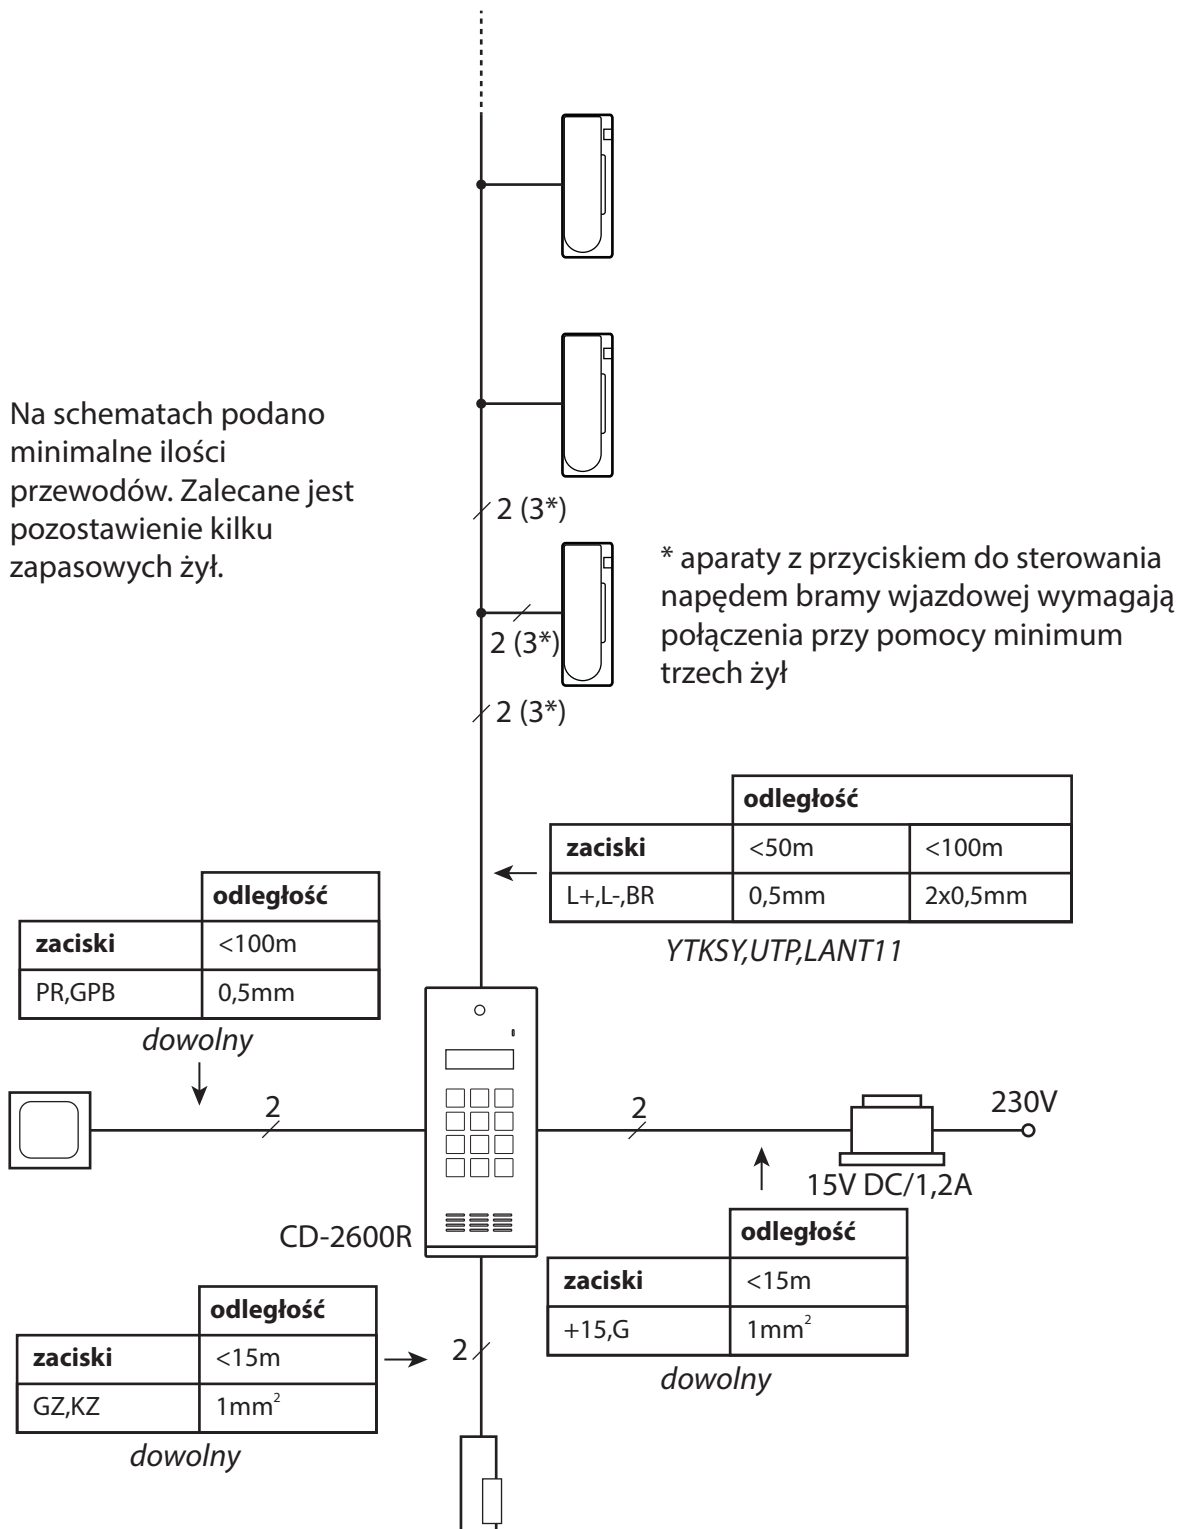 Na schematach podano
minimalne ilości
przewodów. Zalecane jest
pozostawienie kilku
zapasowych żył.
2 (3*)
* aparaty z przyciskiem do sterowania
napędem bramy wjazdowej wymagają
połączenia przy pomocy minimum
trzech żył
2 (3*)
2 (3*)
odległość
zaciski <50m <100m
L+,L-,BR 0,5mm 2x0,5mm
YTKSY,UTP,LANT11
odległość
zaciski <100m
PR,GPB 0,5mm
dowolny
2
2
230V
15V DC/1,2A
CD-2600R
odległość
zaciski <15m
+15,G 1mm²
dowolny
odległość
zaciski <15m
GZ,KZ 1mm²
dowolny
2